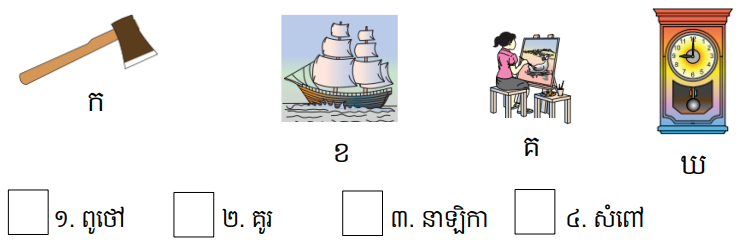 ក ខ គ ឃ
១. ពូថៅ ២. គូរ ៣. នាឡិកា ៤. សំពៅ